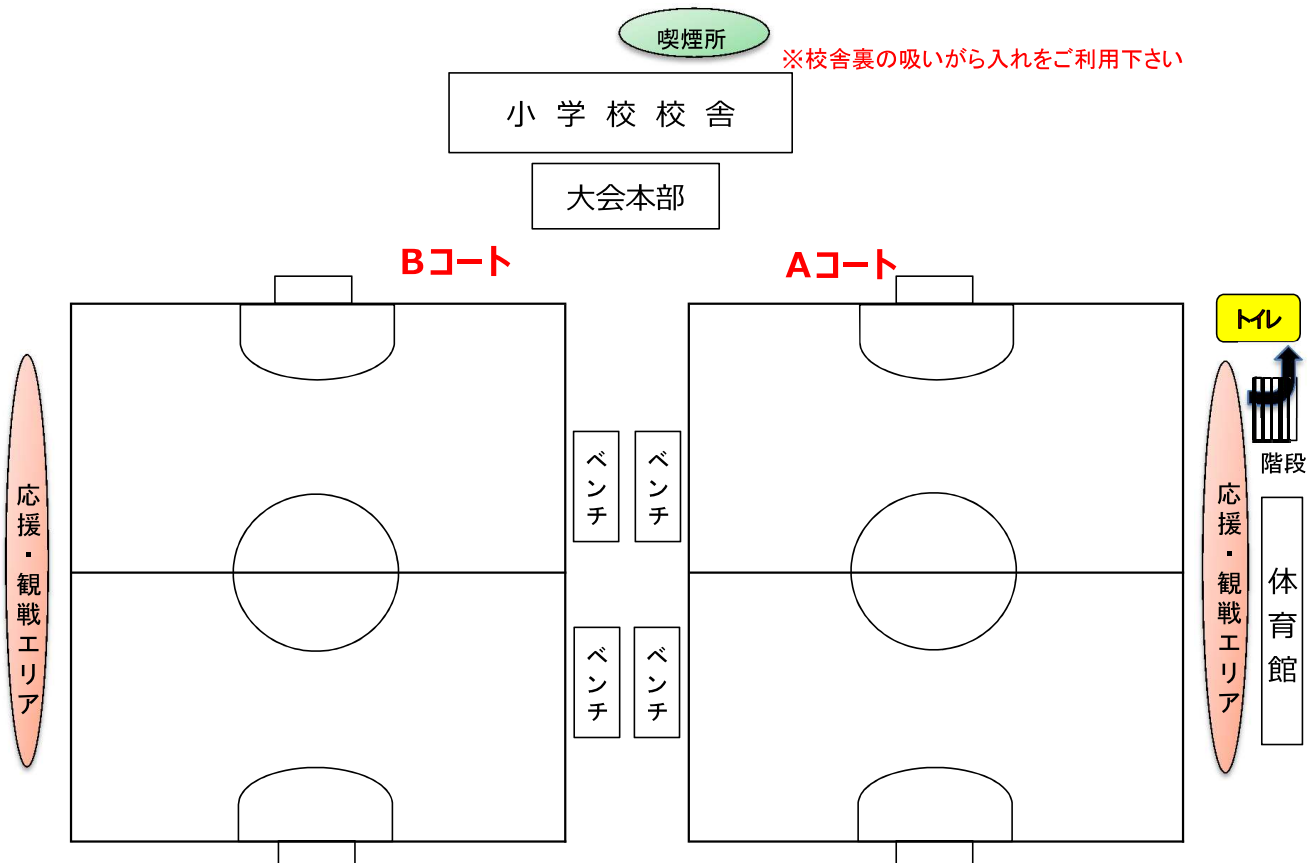 喫煙所
※校舎裏の吸いがら入れをご利用下さい
小学校校舎
大会本部
Bコート
Aコート
トイレ
階段
ベンチ
ベンチ
ベンチ
ベンチ
応援・観戦エリア
応援・観戦エリア
体育館